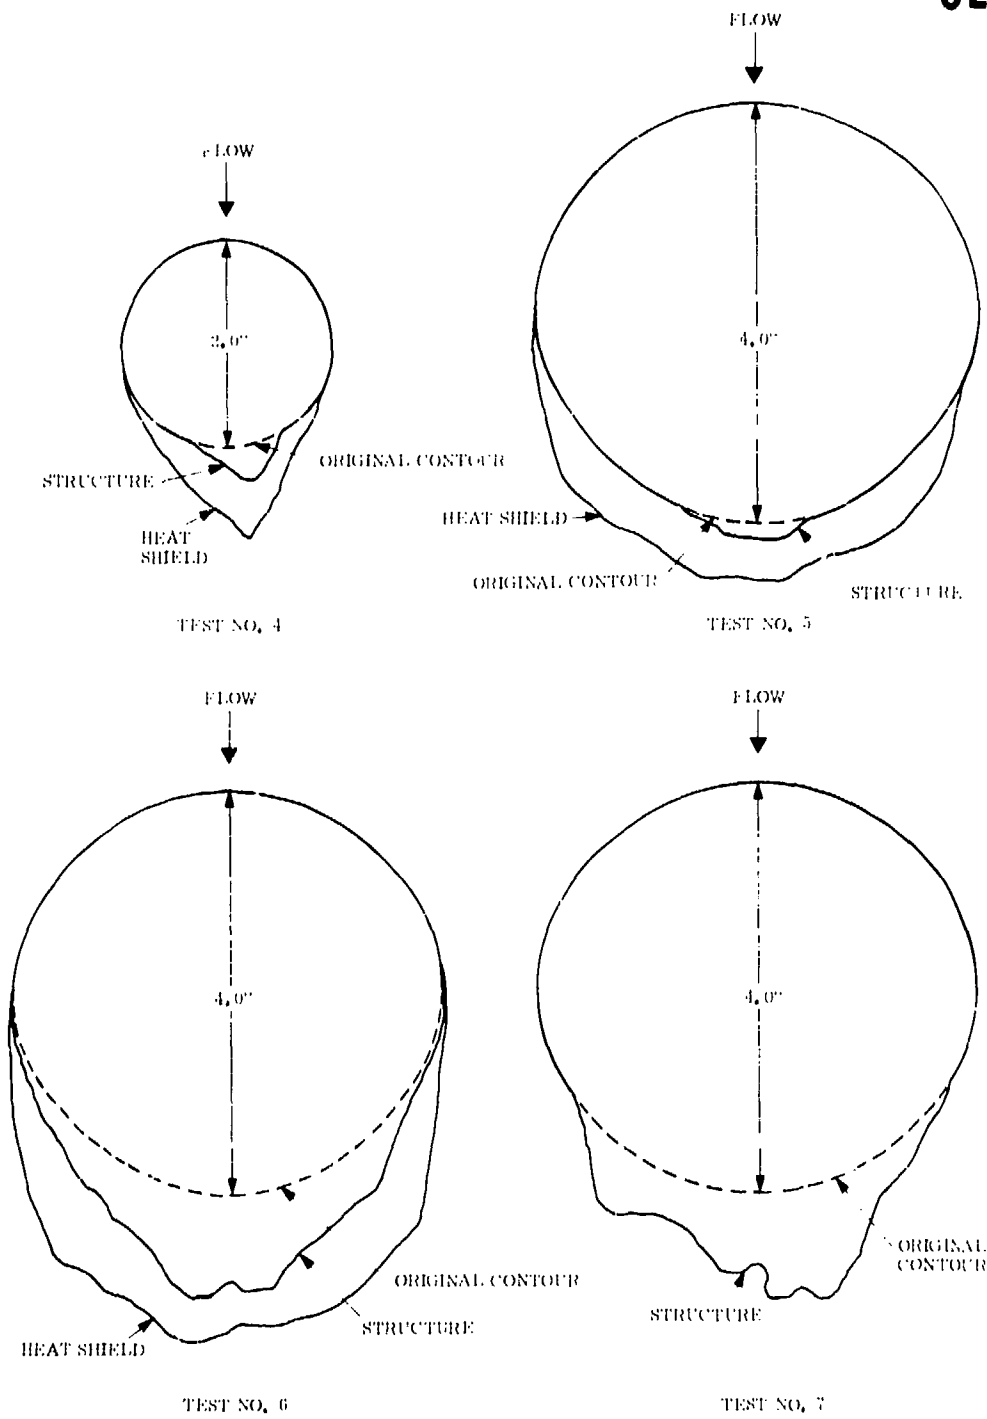 FLOW
2.0"
STRUCTURE
ORIGINAL CONTOUR
HEAT
SHIELD
TEST NO. 4
FLOW
4.0"
HEAT SHIELD
ORIGINAL CONTOUR
STRUCTURE
TEST NO. 5
FLOW
4.0"
ORIGINAL CONTOUR
STRUCTURE
HEAT SHIELD
TEST NO. 6
FLOW
4.0"
ORIGINAL
CONTOUR
STRUCTURE
TEST NO. 7